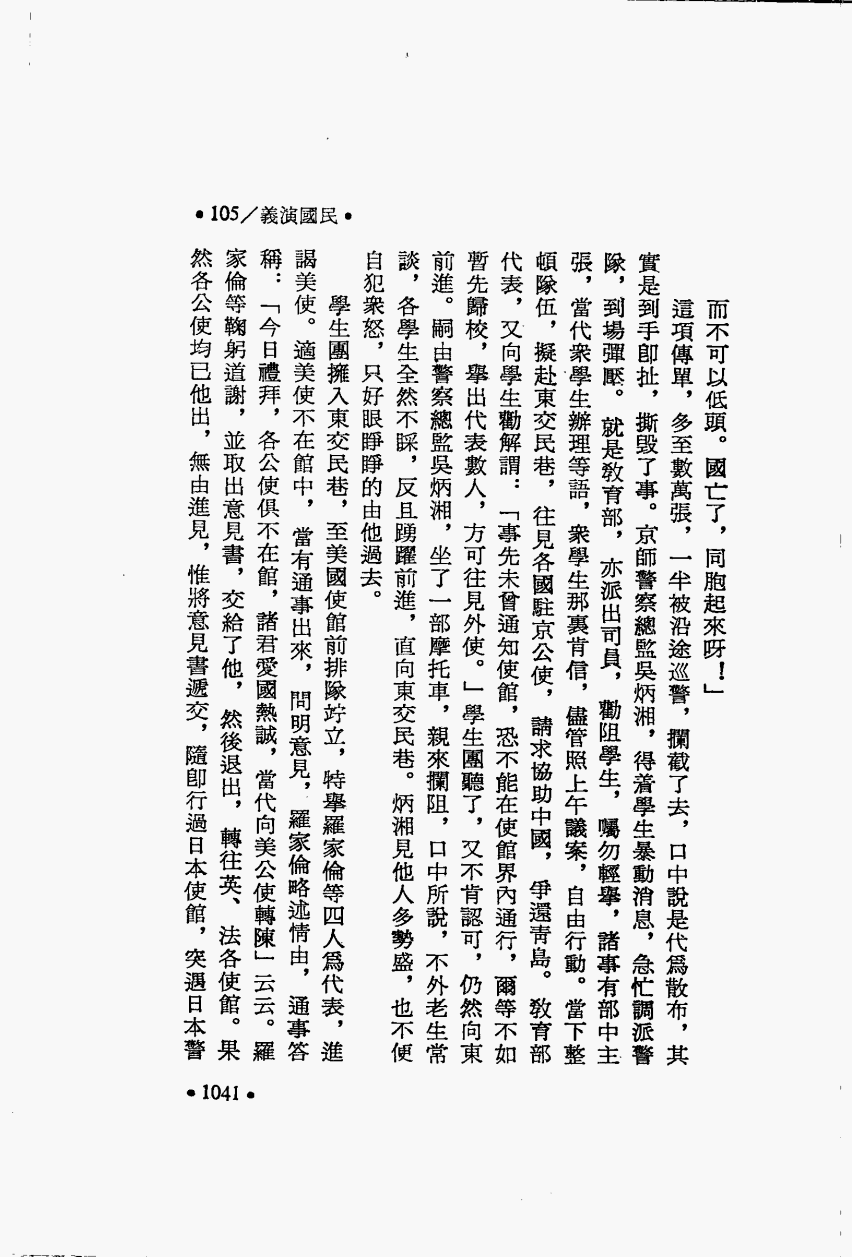 •105／義演國民•
而不可以低頭。國亡了，同胞起來呀！」
這項傳單，多至數萬張，一半被沿途巡警，攔截了去，口中說是代爲散布，其
實是到手卽扯，撕毀了事。京師警察總監吳炳湘，得着學生暴動消息，急忙調派警
隊，到場彈壓。就是敎育部，亦派出司員，勸阻學生，囑勿輕擧，諸事有部中主
張，當代衆學生辦理等語，衆學生那裏肯信，儘管照上午議案，自由行動。當下整
頓隊伍，擬赴東交民巷，往見各國駐京公使，請求協助中國，爭還靑島。敎育部
代表，又向學生勸解謂：「事先未曾通知使館，恐不能在使館界內通行，爾等不如
暫先歸校，擧出代表數人，方可往見外使。」學生團聽了，又不肯認可，仍然向東
前進。嗣由警察總監吳炳湘，坐了一部摩托車，親來攔阻，口中所說，不外老生常
談，各學生全然不睬，反且踴躍前進，直向東交民巷。炳湘見他人多勢盛，也不便
自犯衆怒，只好眼睜睜的由他過去。
學生團擁入東交民巷，至美國使館前排隊竚立，特擧羅家倫等四人爲代表，進
謁美使。適美使不在館中，當有通事出來，問明意見，羅家倫略述情由，通事答
稱：「今日禮拜，各公使俱不在館，諸君愛國熱誠，當代向美公使轉陳」云云。羅
家倫等鞠躬道謝，並取出意見書，交給了他，然後退出，轉往英、法各使館。果
然各公使均已他出，無由進見，惟將意見書遞交，隨卽行過日本使館，突遇日本警
•1041•